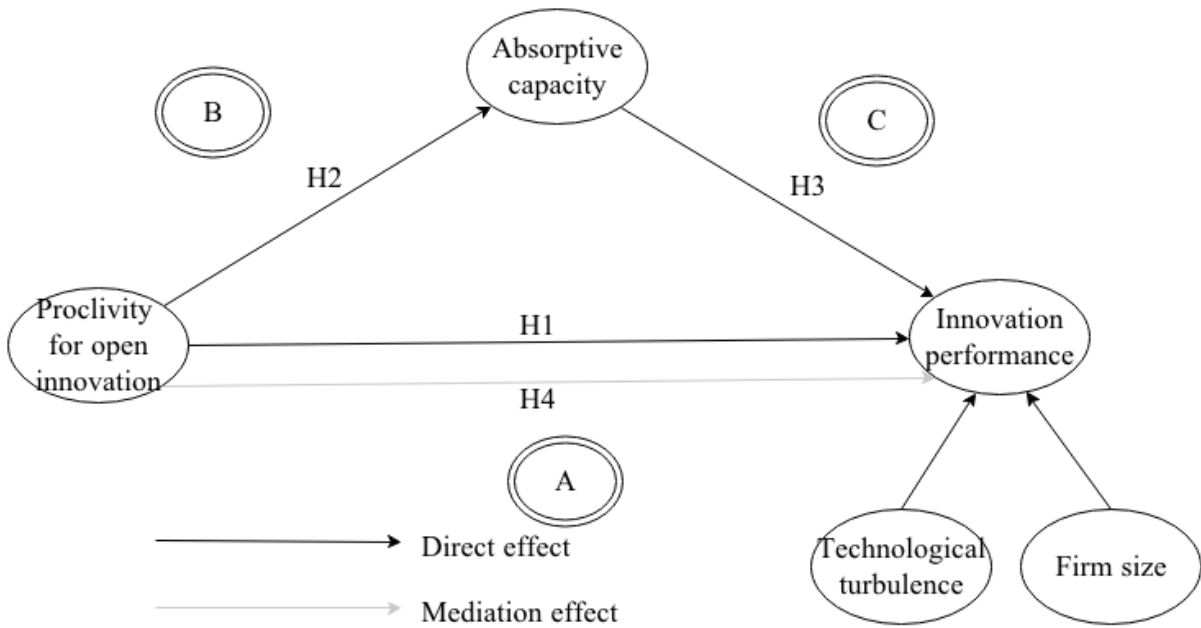 Absorptive
capacity
B
C
H2
H3
Proclivity
for open
innovation
H1
Innovation
performance
H4
A
Direct effect
Technological
turbulence
Firm size
Mediation effect